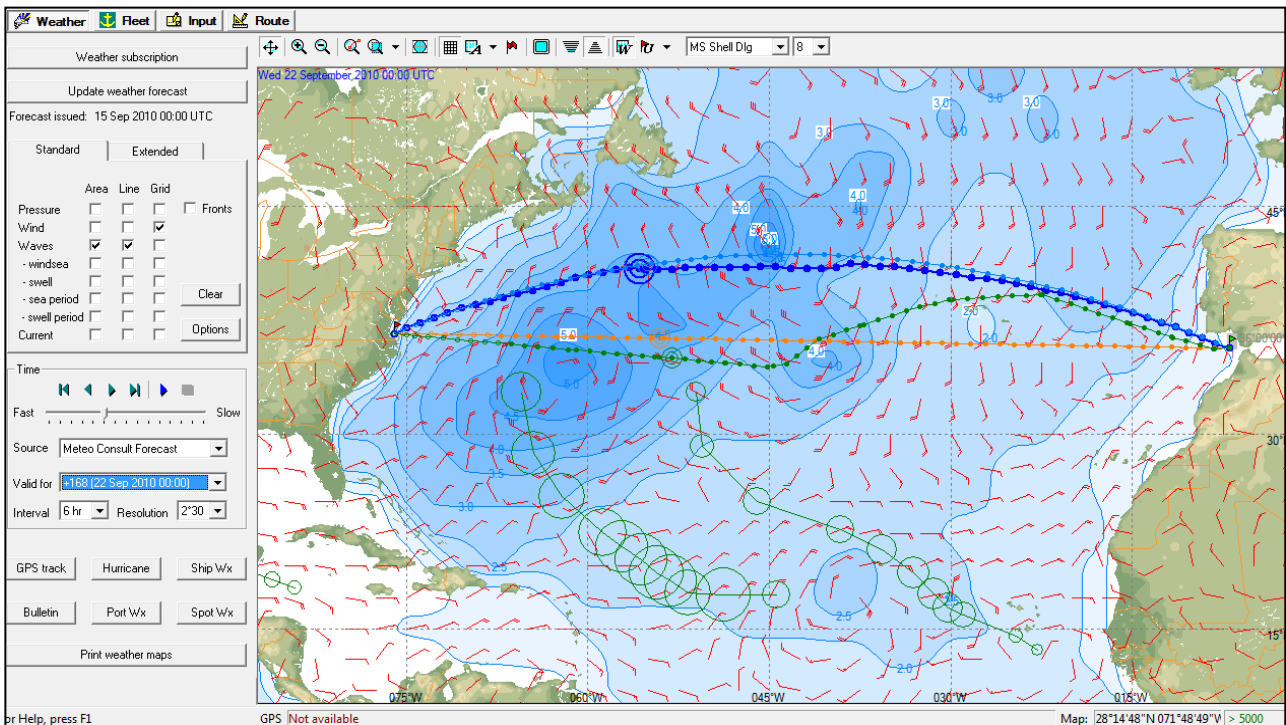 Weather Fleet Input Route
Weather subscription
Update weather forecast
Forecast issued: 15 Sep 2010 00:00 UTC
Standard Extended
Area Line Grid
Pressure Fronts
Wind
Waves
- windsea
- swell
- sea period Clear
- swell period
Current Options
Time
Fast Slow
Source Meteo Consult Forecast
Valid for +168 (22 Sep 2010 00:00)
Interval 6 hr Resolution 2°30
GPS track Hurricane Ship Wx
Bulletin Port Wx Spot Wx
Print weather maps
MS Shell Dlg 8
Wed 22 September 2010 00:00 UTC
3.0 3.0 3.0
3.0
4.0 4.0
5.0
45°
5.0
2.0
2.0
4.0
4.0
5.0
4.5
4.0
3.5
3.0
30°
2.5
2.5
2.0
15°
075°W 060°W 045°W 030°W 015°W
or Help, press F1 GPS Not available Map: 28°14'48"N 071°48'49"W > 5000